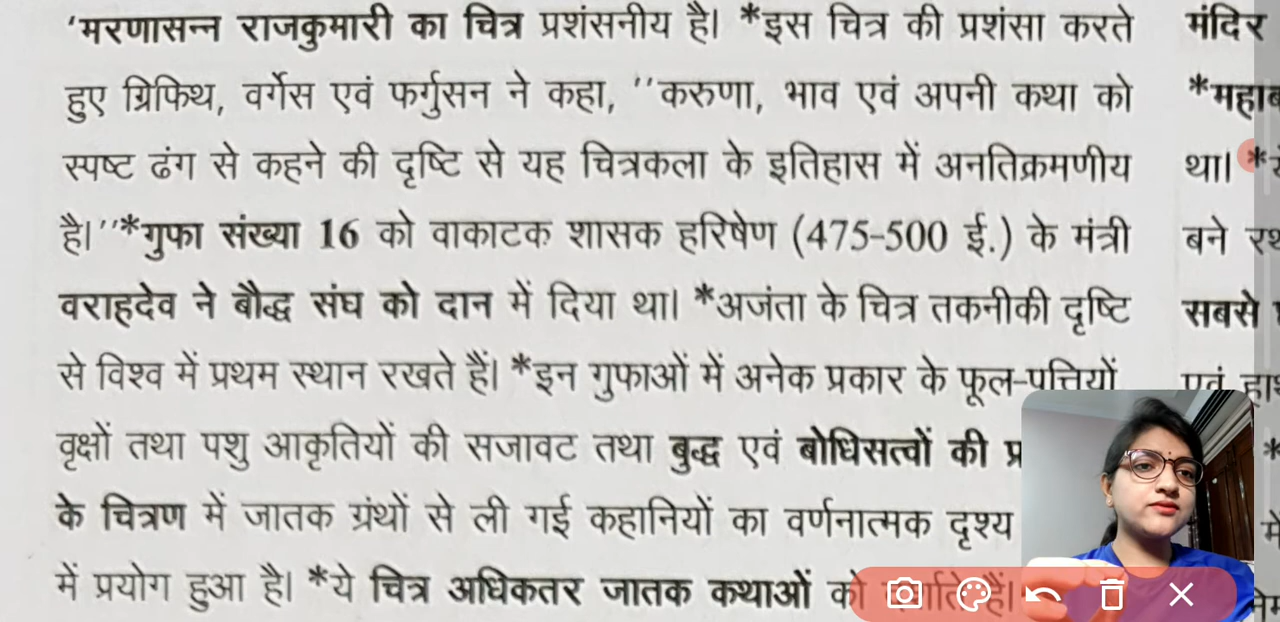 'मरणासन्न राजकुमारी का चित्र प्रशंसनीय है। *इस चित्र की प्रशंसा करते
हुए ग्रिफिथ, वर्गेस एवं फर्गुसन ने कहा, ''करुणा, भाव एवं अपनी कथा को
स्पष्ट ढंग से कहने की दृष्टि से यह चित्रकला के इतिहास में अनतिक्रमणीय
है।''*गुफा संख्या 16 को वाकाटक शासक हरिषेण (475-500 ई.) के मंत्री
वराहदेव ने बौद्ध संघ को दान में दिया था। *अजंता के चित्र तकनीकी दृष्टि
से विश्व में प्रथम स्थान रखते हैं। *इन गुफाओं में अनेक प्रकार के फूल-पत्तियों
वृक्षों तथा पशु आकृतियों की सजावट तथा बुद्ध एवं बोधिसत्वों की
के चित्रण में जातक ग्रंथों से ली गई कहानियों का वर्णनात्मक दृश्य
में प्रयोग हुआ है। *ये चित्र अधिकतर जातक कथाओं को दर्शाते हैं।
मंदिर
था।
बने
सबसे
एवं